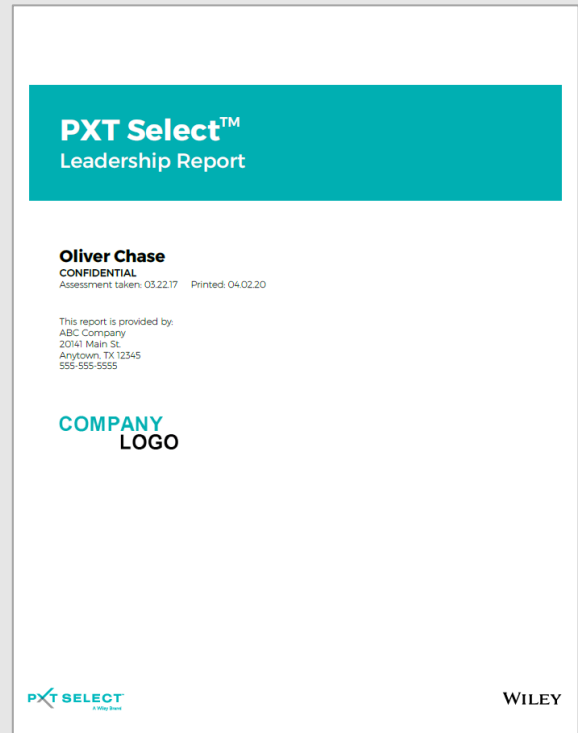 PXT Select™
Leadership Report
Oliver Chase
CONFIDENTIAL
Assessment taken: 03.22.17 Printed: 04.02.20
This report is provided by:
ABC Company
20141 Main St.
Anytown, TX 12345
555-555-5555
COMPANY
LOGO
PXT SELECT
A Wiley Brand
WILEY